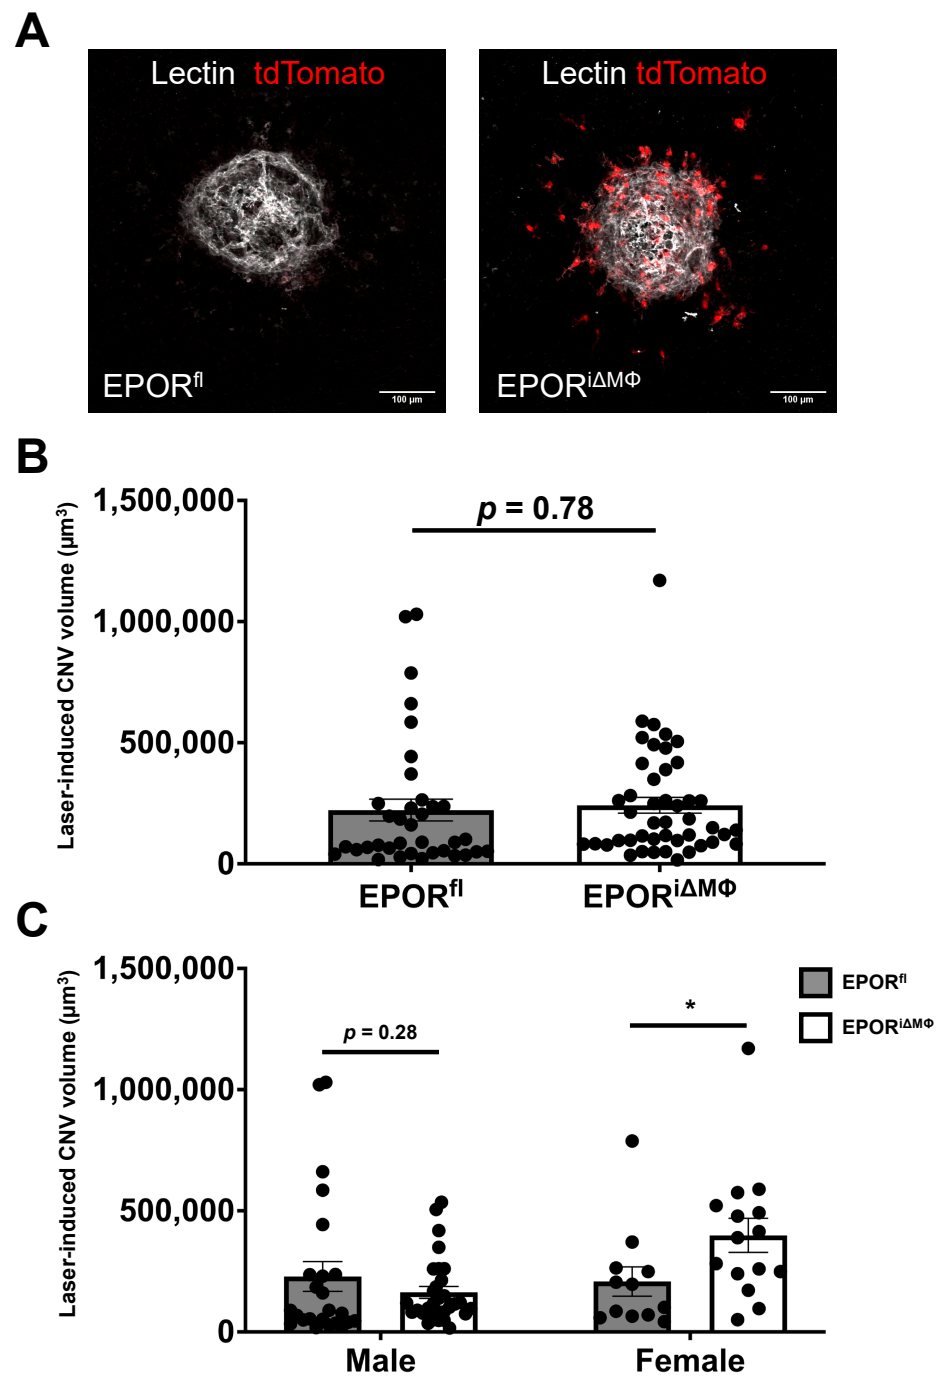 A
Lectin tdTomato
Lectin tdTomato
EPORfl
100 µm
EPORiΔMΦ
100 µm
B
Laser-induced CNV volume (µm3)
1,500,000
1,000,000
500,000
0
p = 0.78
EPORfl
EPORiΔMΦ
C
Laser-induced CNV volume (µm3)
1,500,000
1,000,000
500,000
0
p = 0.28
*
EPORfl
EPORiΔMΦ
Male
Female